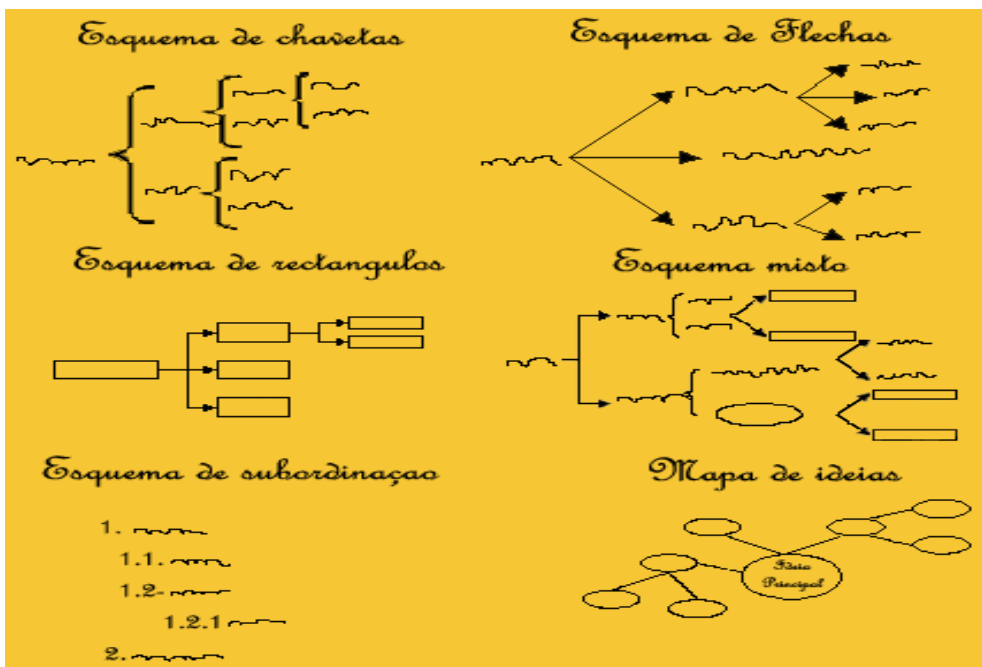 Esquema de chavetas
Esquema de Flechas
Esquema de rectangulos
Esquema misto
Esquema de subordinaçao
1.
1.1.
1.2-
1.2.1
2.
Mapa de ideias
Ideia
Principal